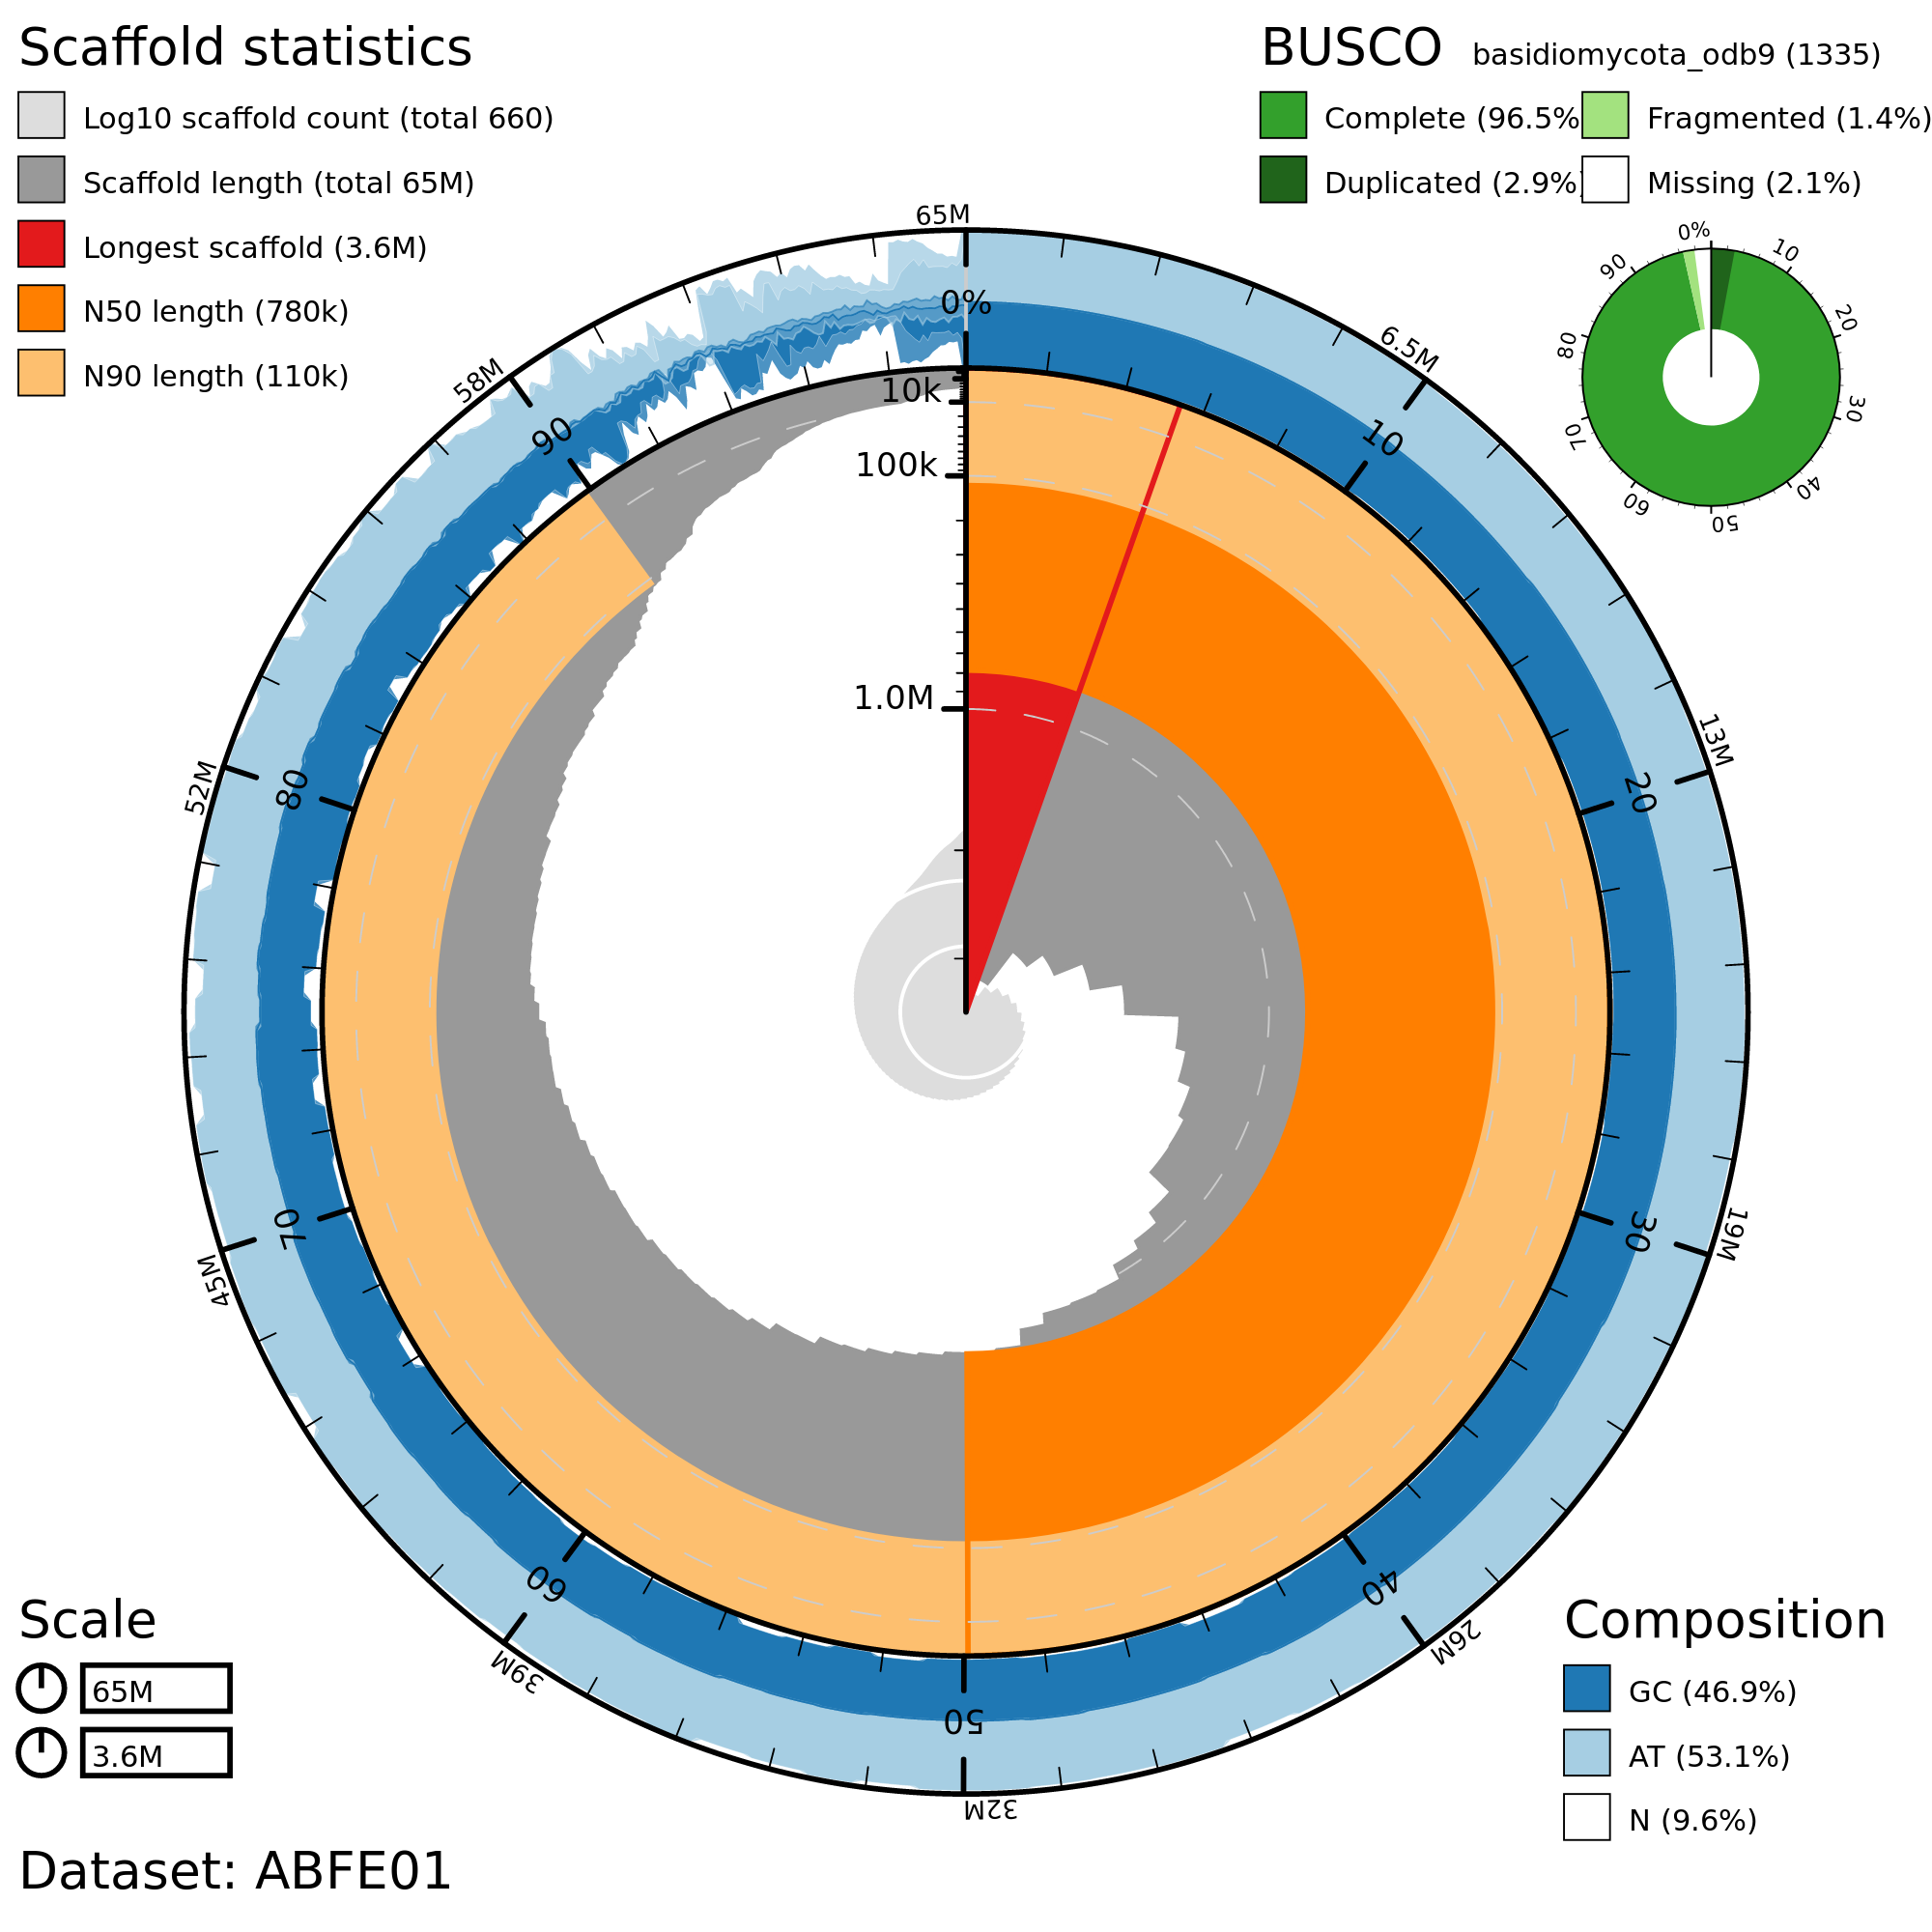 Scaffold statistics
Log10 scaffold count (total 660)
Scaffold length (total 65M)
Longest scaffold (3.6M)
N50 length (780k)
N90 length (110k)
BUSCO basidiomycota_odb9 (1335)
Complete (96.5% Fragmented (1.4%)
Duplicated (2.9%) Missing (2.1%)
0%
10
20
30
40
50
60
70
80
90
65M
6.5M
13M
19M
26M
32M
39M
45M
52M
58M
0%
10
20
30
40
50
60
70
80
90
10k
100k
1.0M
Scale
65M
3.6M
Composition
GC (46.9%)
AT (53.1%)
N (9.6%)
Dataset: ABFE01